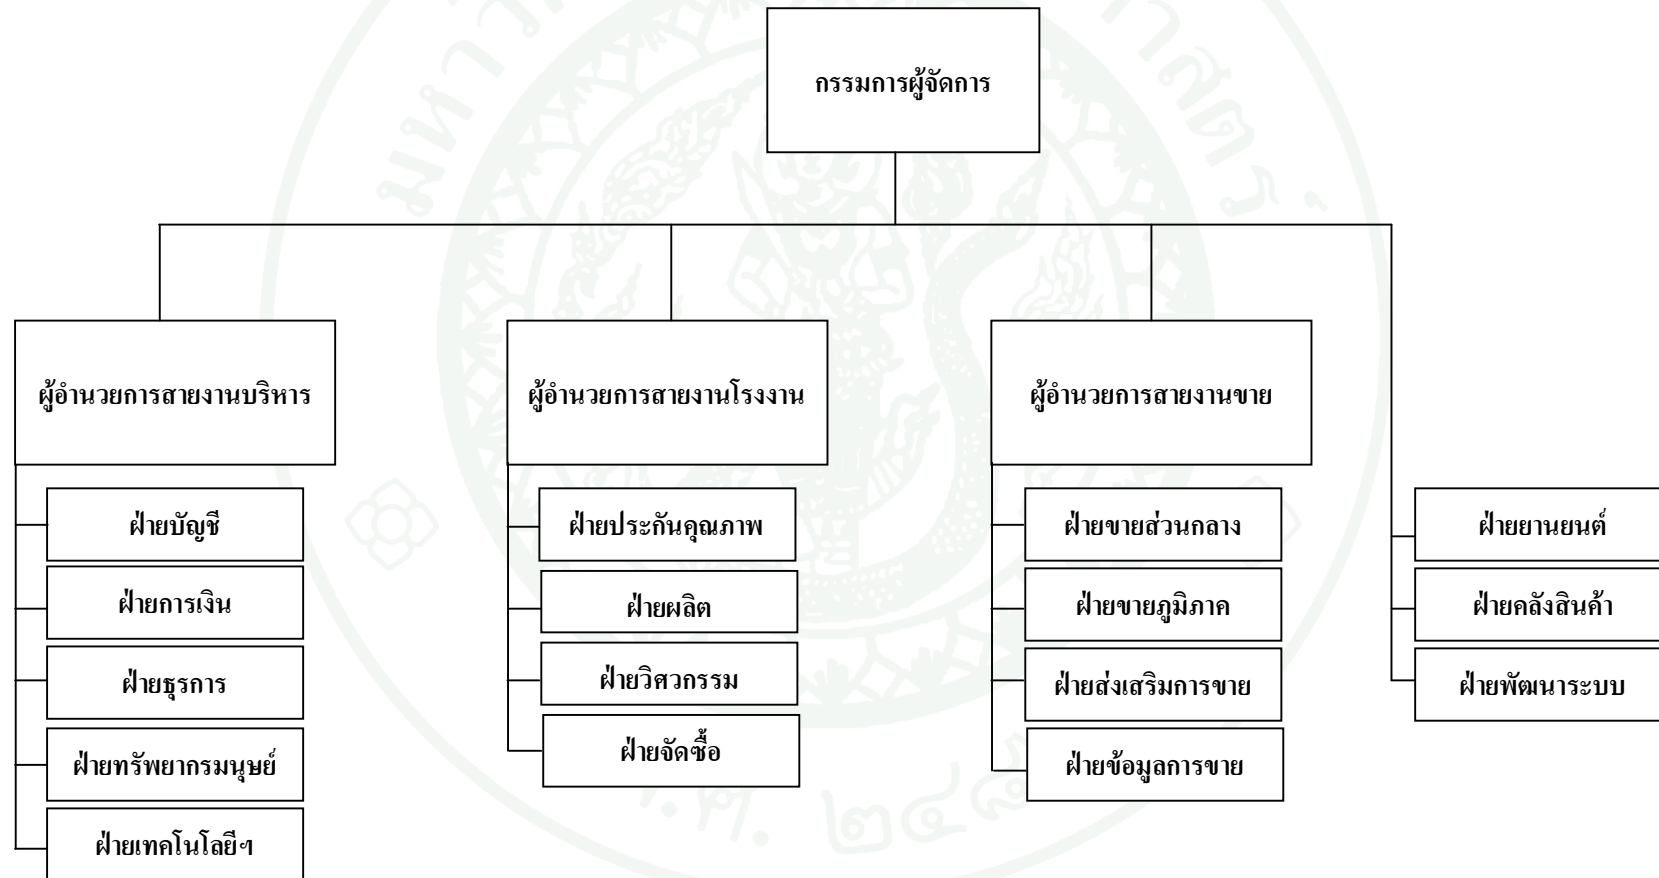 กรรมการผู้จัดการ
ผู้อำนวยการสายงานบริหาร
ผู้อำนวยการสายงานโรงงาน
ผู้อำนวยการสายงานขาย
ฝ่ายบัญชี
ฝ่ายการเงิน
ฝ่ายธุรการ
ฝ่ายทรัพยากรมนุษย์
ฝ่ายเทคโนโลยีฯ
ฝ่ายประกันคุณภาพ
ฝ่ายผลิต
ฝ่ายวิศวกรรม
ฝ่ายจัดซื้อ
ฝ่ายขายส่วนกลาง
ฝ่ายขายภูมิภาค
ฝ่ายส่งเสริมการขาย
ฝ่ายข้อมูลการขาย
ฝ่ายยานยนต์
ฝ่ายคลังสินค้า
ฝ่ายพัฒนาระบบ